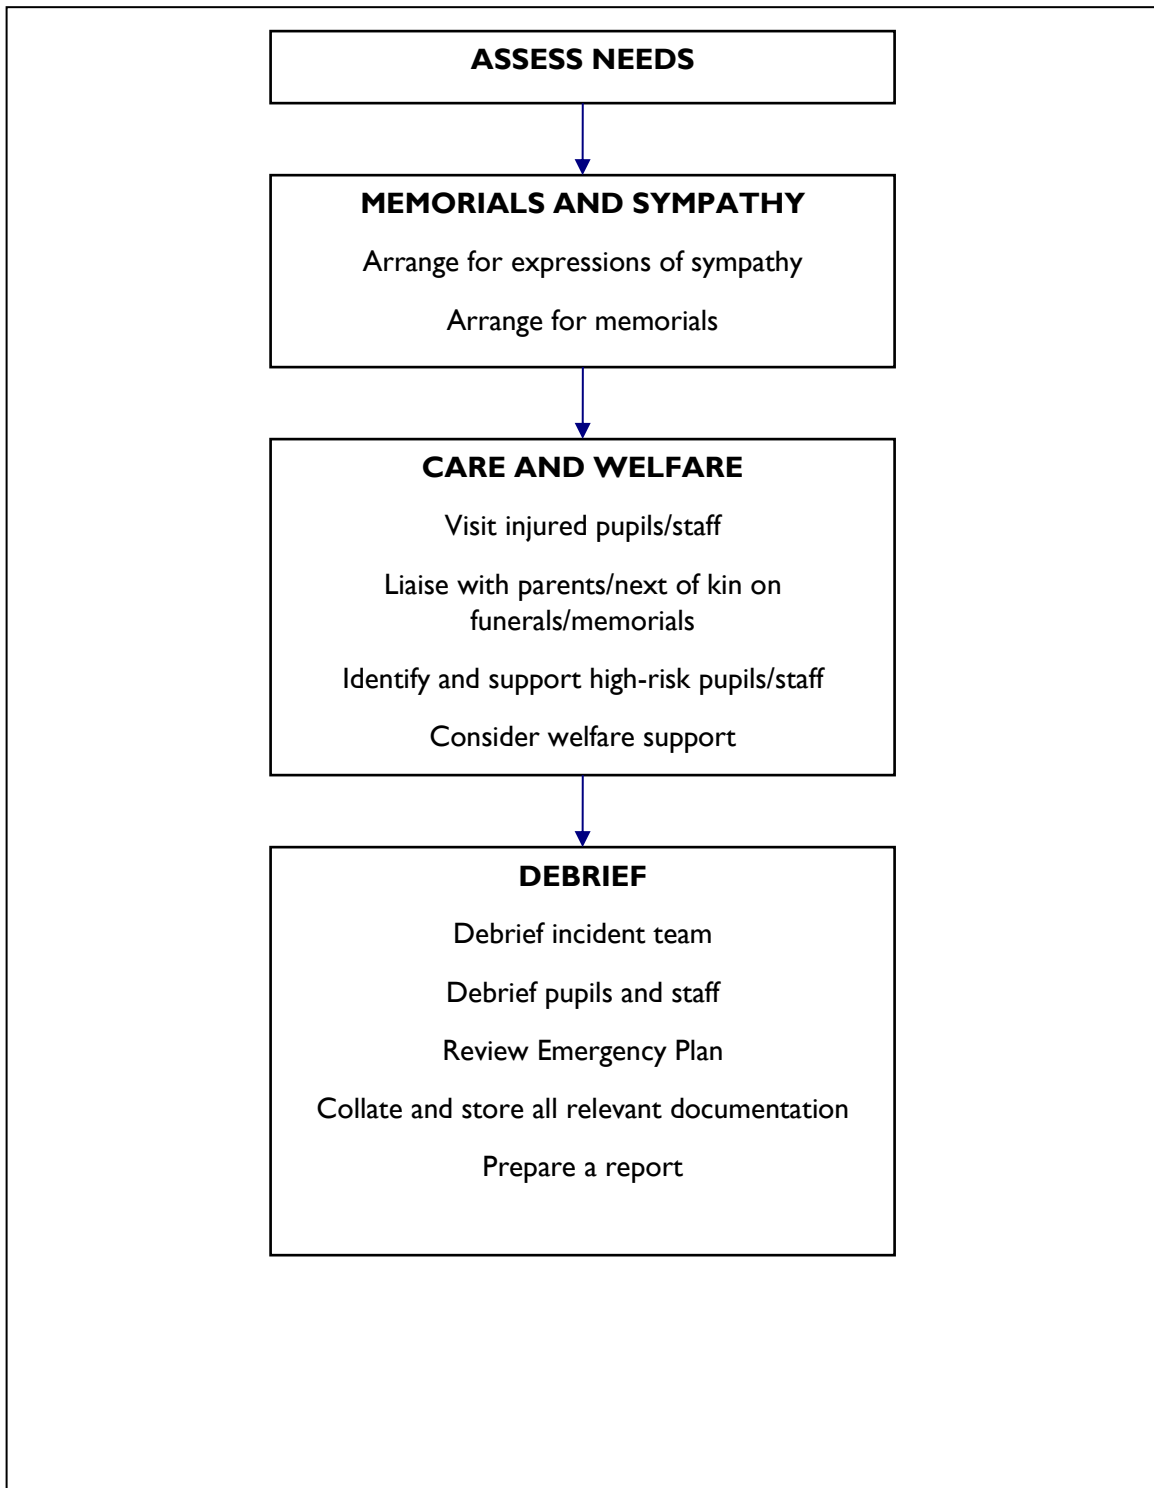 ASSESS NEEDS
MEMORIALS AND SYMPATHY
Arrange for expressions of sympathy
Arrange for memorials
CARE AND WELFARE
Visit injured pupils/staff
Liaise with parents/next of kin on
funerals/memorials
Identify and support high-risk pupils/staff
Consider welfare support
DEBRIEF
Debrief incident team
Debrief pupils and staff
Review Emergency Plan
Collate and store all relevant documentation
Prepare a report